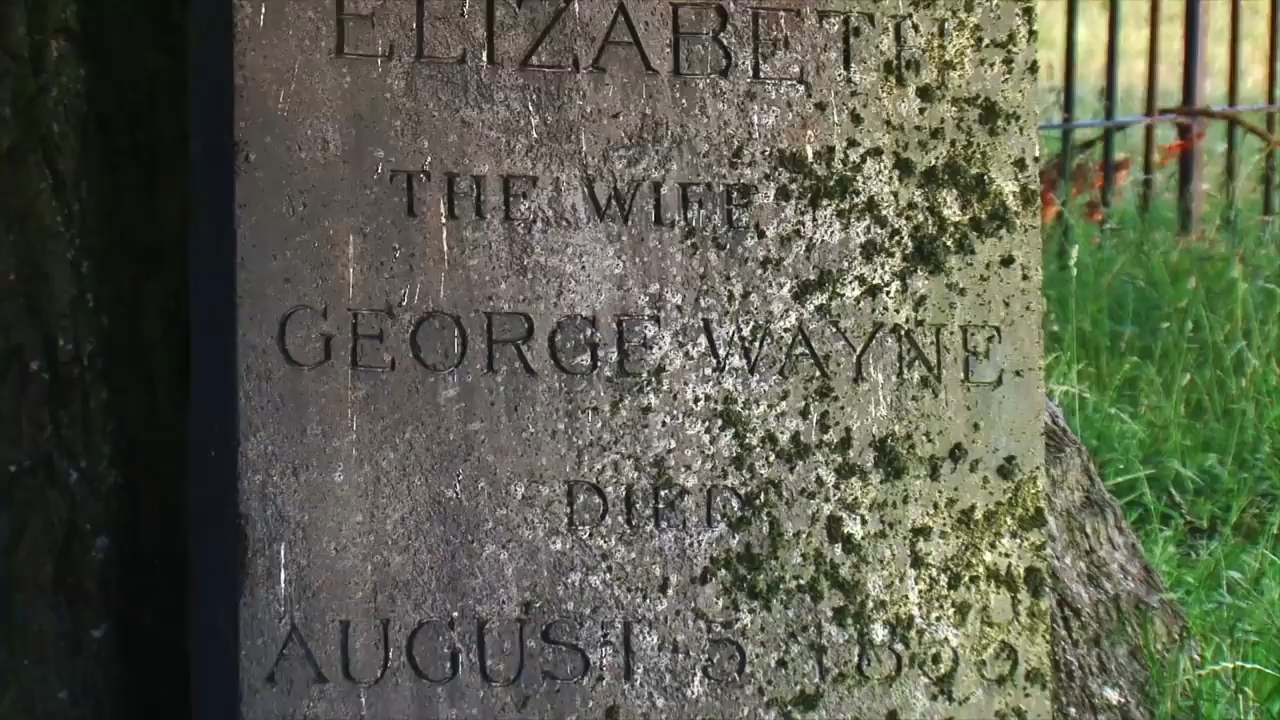 ELIZABETH
THE WIFE
GEORGE WAYNE
DIED
AUGUST 5